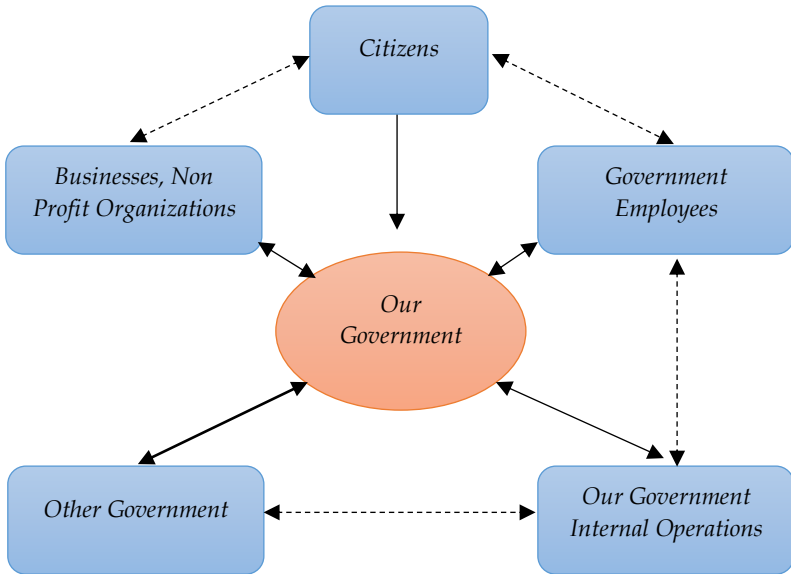 Citizens
Businesses, Non
Profit Organizations
Government
Employees
Our
Government
Other Government
Our Government
Internal Operations